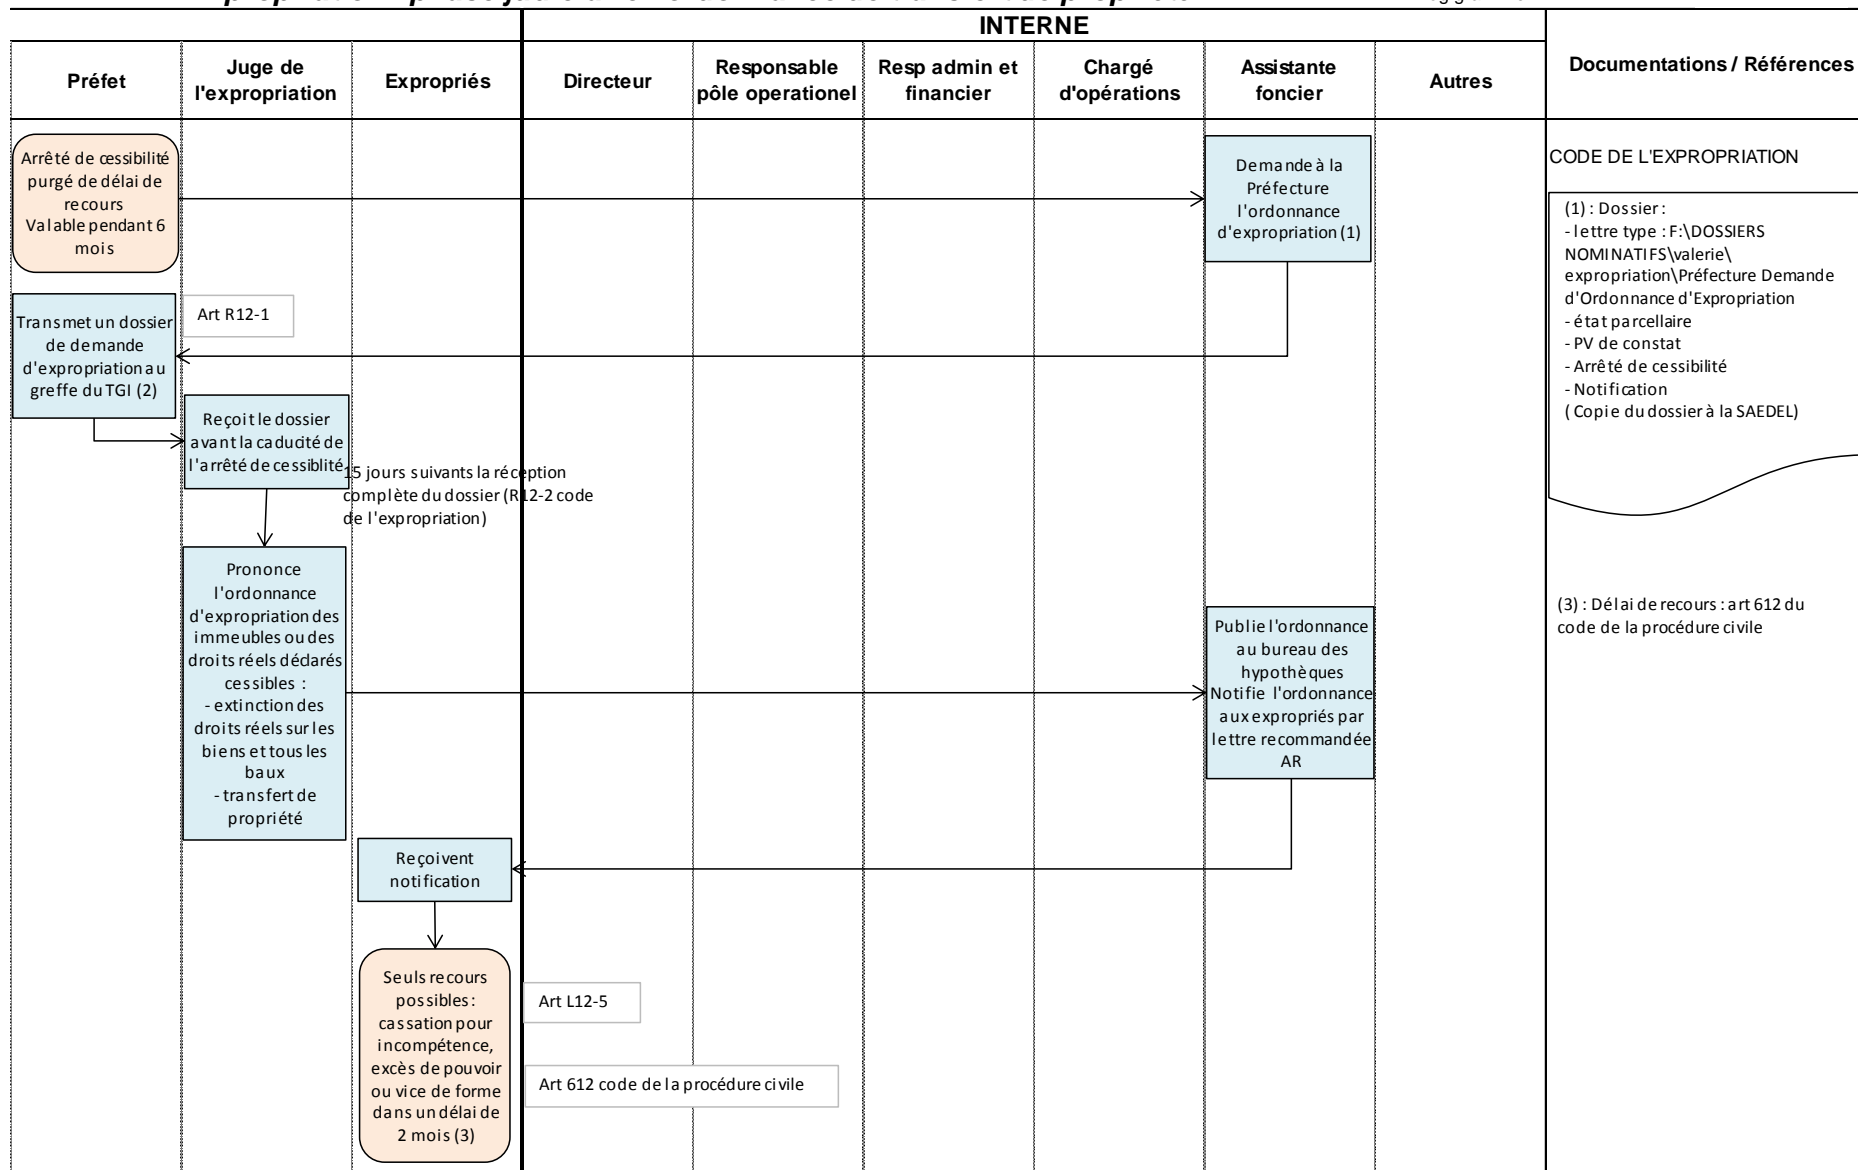 INTERNE
Préfet
Juge de
l'expropriation
Expropriés
Directeur
Responsable
pôle operationel
Resp admin et
financier
Chargé
d'opérations
Assistante
foncier
Autres
Documentations / Références
Arrêté de cessibilité
purgé de délai de
recours
Valable pendant 6
mois
Demande à la
Préfecture
l'ordonnance
d'expropriation (1)
CODE DE L'EXPROPRIATION
(1) : Dossier :
- lettre type : F:\DOSSIERS
NOMINATIFS\valerie\
expropriation\Préfecture Demande
d'Ordonnance d'Expropriation
- état parcellaire
- PV de constat
- Arrêté de cessibilité
- Notification
( Copie du dossier à la SAEDEL)
Transmet un dossier
de demande
d'expropriation au
greffe du TGI (2)
Art R12-1
Reçoit le dossier
avant la caducité de
l'arrêté de cessiblité
15 jours suivants la réception
complète du dossier (R12-2 code
de l'expropriation)
Prononce
l'ordonnance
d'expropriation des
immeubles ou des
droits réels déclarés
cessibles :
- extinction des
droits réels sur les
biens et tous les
baux
- transfert de
propriété
Publie l'ordonnance
au bureau des
hypothèques
Notifie l'ordonnance
aux expropriés par
lettre recommandée
AR
(3) : Délai de recours : art 612 du
code de la procédure civile
Reçoivent
notification
Seuls recours
possibles :
cassation pour
incompétence,
excès de pouvoir
ou vice de forme
dans un délai de
2 mois (3)
Art L12-5
Art 612 code de la procédure civile